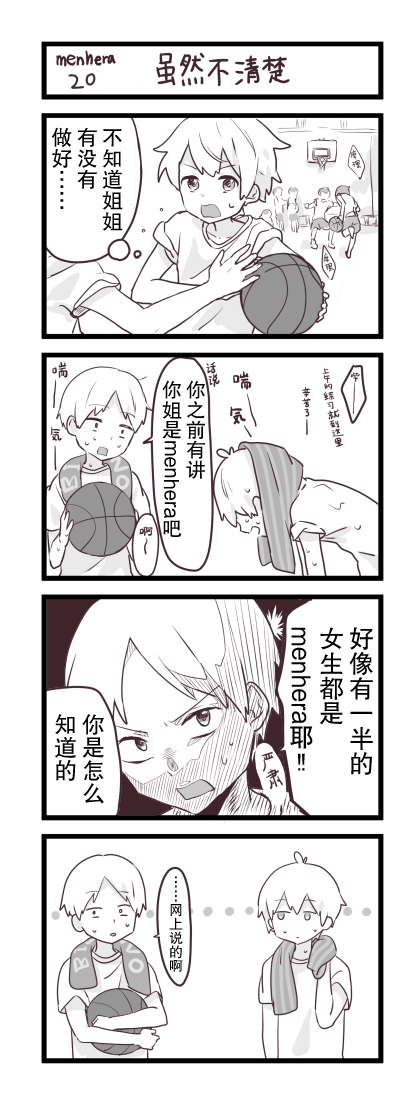 menhera
20
虽然不清楚
不知道姐姐
有没有
做好……
喘
气
哔—
上午的练习就到这里
辛苦了—
喘
气
话说
你之前有讲
你姐是menhera吧
啊～
好像有一半的
女生都是
menhera耶!!
严肃
你是怎么
知道的
……网上说的啊